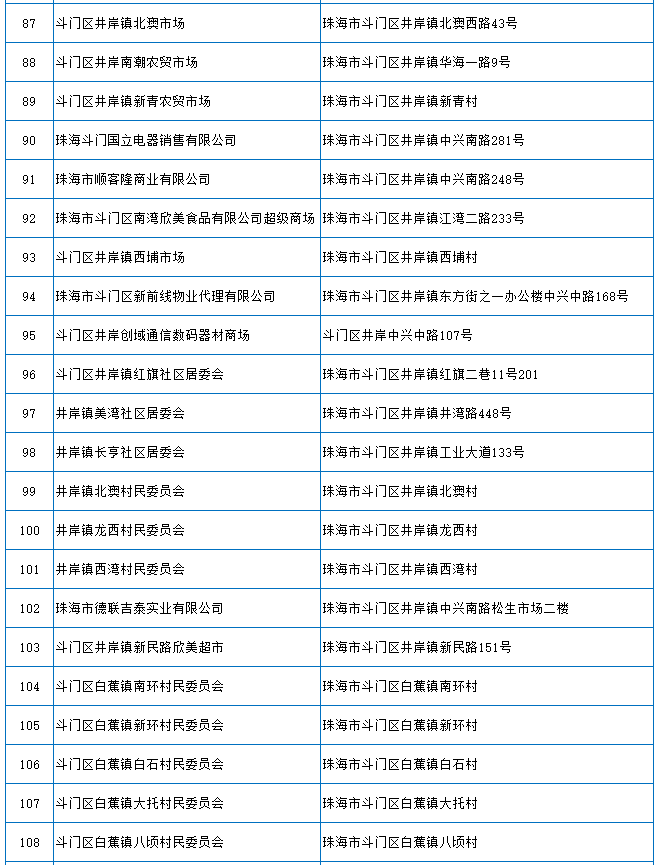 87 斗门区井岸镇北澳市场 珠海市斗门区井岸镇北澳西路43号
88 斗门区井岸南潮农贸市场 珠海市斗门区井岸镇华海一路9号
89 斗门区井岸镇新青农贸市场 珠海市斗门区井岸镇新青村
90 珠海斗门国立电器销售有限公司 珠海市斗门区井岸镇中兴南路281号
91 珠海市顺客隆商业有限公司 珠海市斗门区井岸镇中兴南路248号
92 珠海市斗门区南湾欣美食品有限公司超级商场 珠海市斗门区井岸镇江湾二路233号
93 斗门区井岸镇西埔市场 珠海市斗门区井岸镇西埔村
94 珠海市斗门区新前线物业代理有限公司 珠海市斗门区井岸镇东方街之一办公楼中兴中路168号
95 斗门区井岸创域通信数码器材商场 斗门区井岸中兴中路107号
96 斗门区井岸镇红旗社区居委会 珠海市斗门区井岸镇红旗二巷11号201
97 井岸镇美湾社区居委会 珠海市斗门区井岸镇井湾路448号
98 井岸镇长亨社区居委会 珠海市斗门区井岸镇工业大道133号
99 井岸镇北澳村民委员会 珠海市斗门区井岸镇北澳村
100 井岸镇龙西村民委员会 珠海市斗门区井岸镇龙西村
101 井岸镇西湾村民委员会 珠海市斗门区井岸镇西湾村
102 珠海市德联吉泰实业有限公司 珠海市斗门区井岸镇中兴南路松生市场二楼
103 斗门区井岸镇新民路欣美超市 珠海市斗门区井岸镇新民路151号
104 斗门区白蕉镇南环村民委员会 珠海市斗门区白蕉镇南环村
105 斗门区白蕉镇新环村民委员会 珠海市斗门区白蕉镇新环村
106 斗门区白蕉镇白石村民委员会 珠海市斗门区白蕉镇白石村
107 斗门区白蕉镇大托村民委员会 珠海市斗门区白蕉镇大托村
108 斗门区白蕉镇八顷村民委员会 珠海市斗门区白蕉镇八顷村